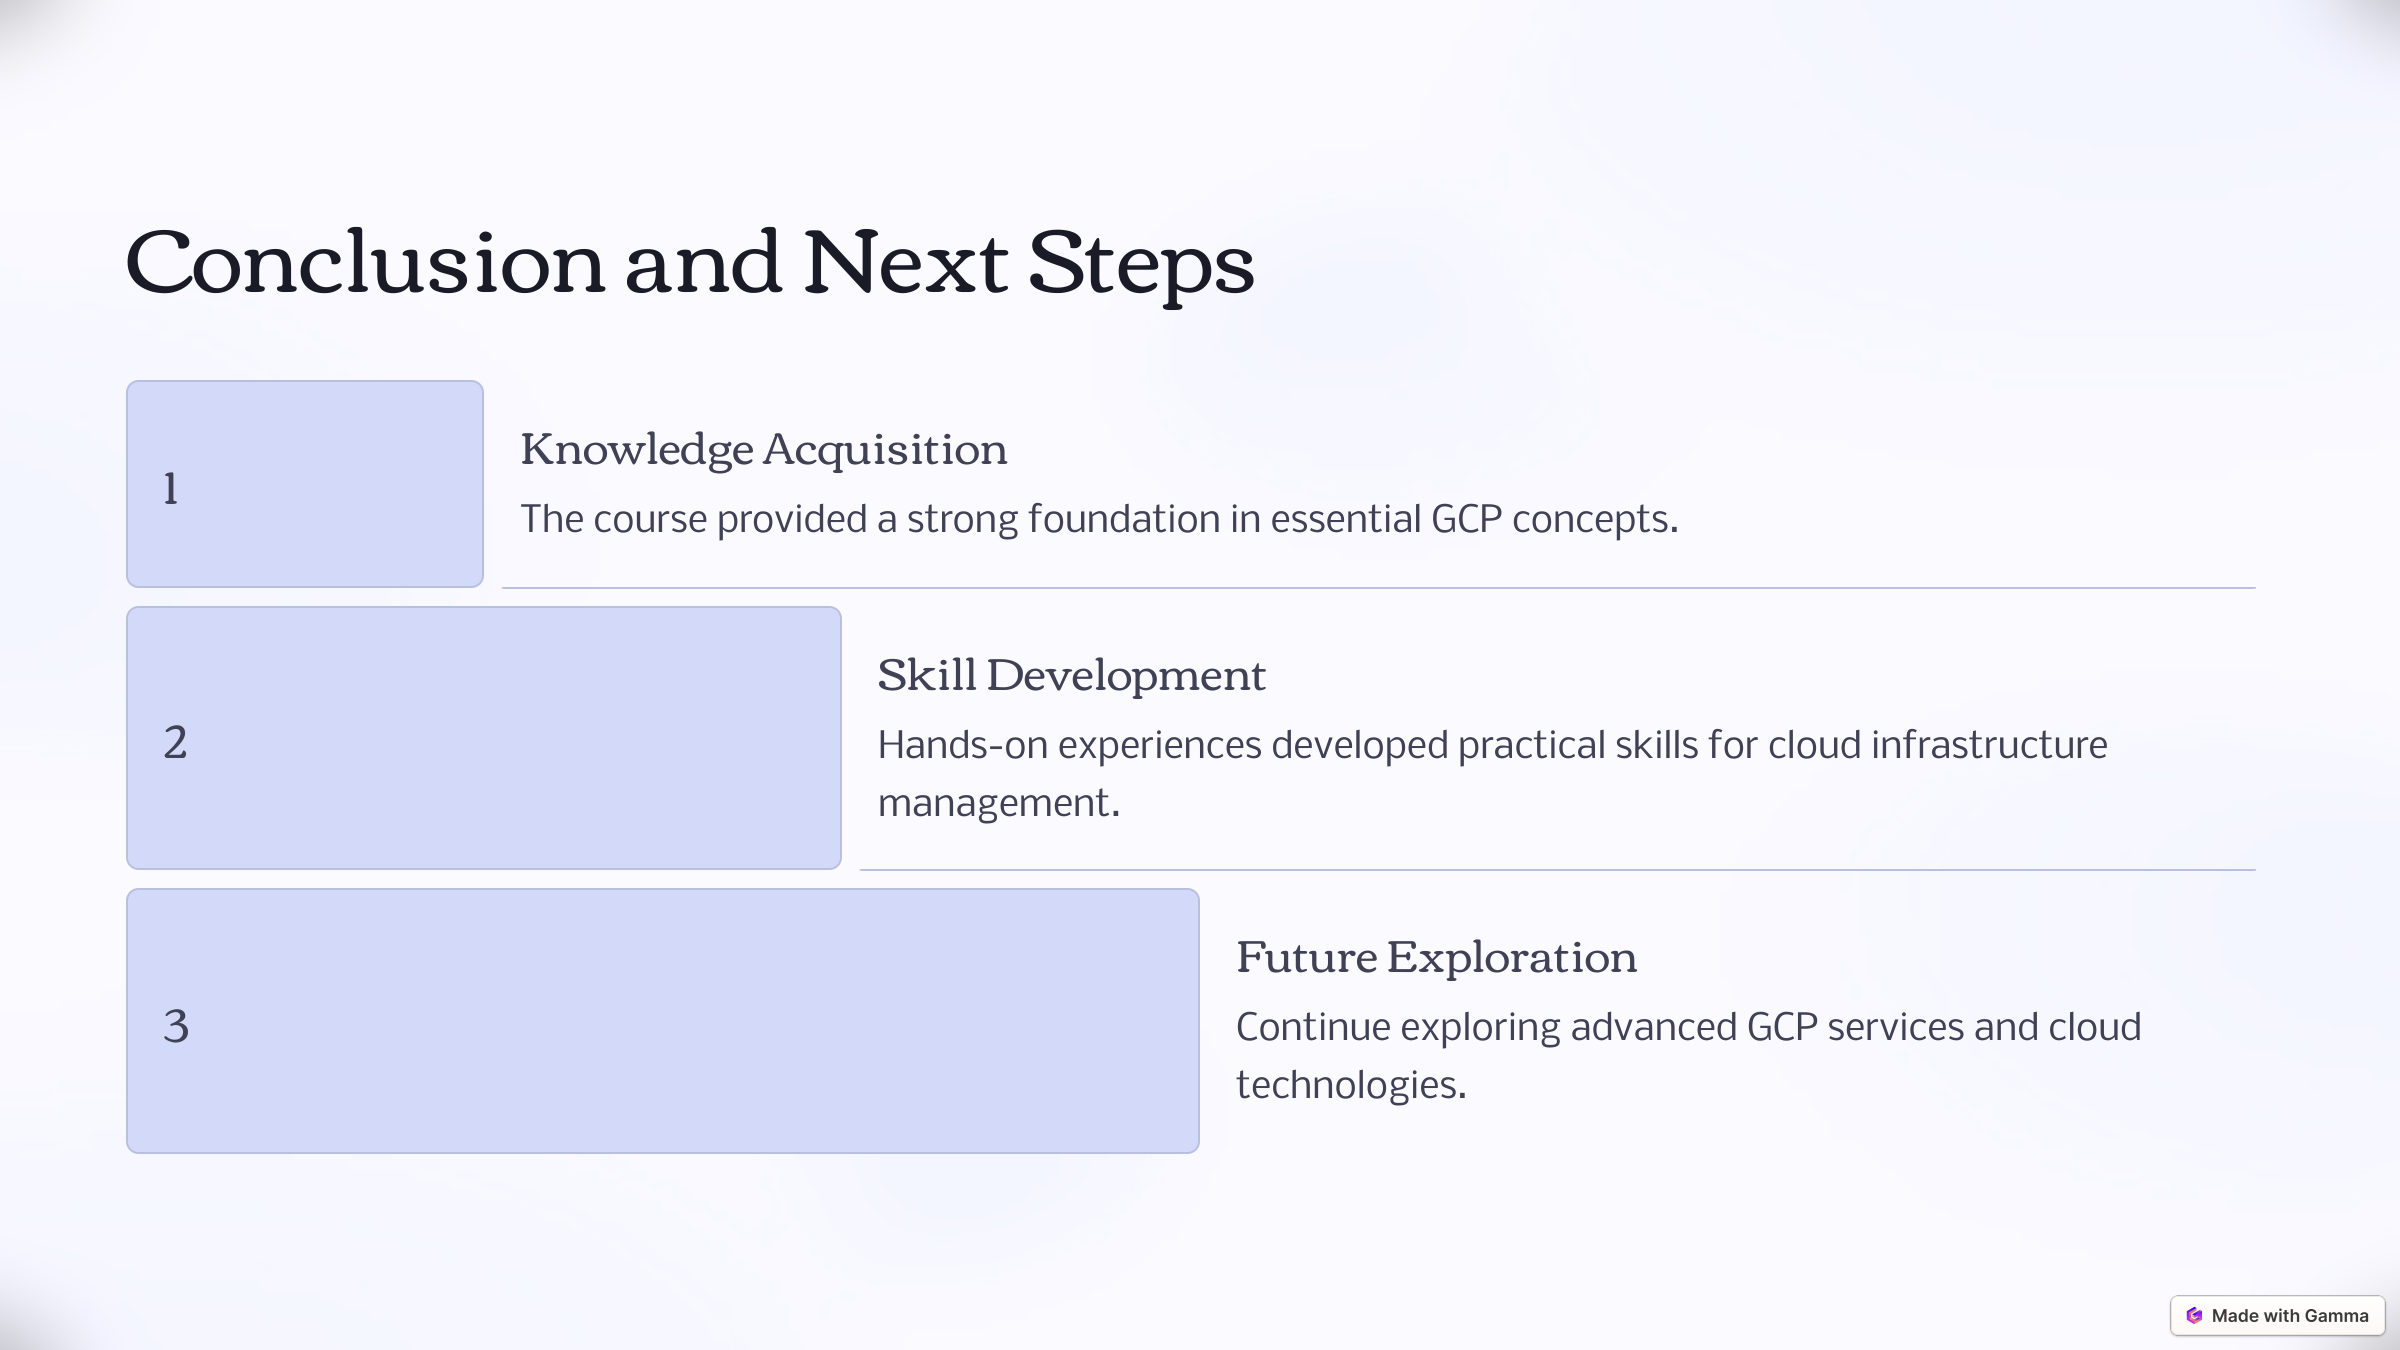 Conclusion and Next Steps
1
Knowledge Acquisition
The course provided a strong foundation in essential GCP concepts.
2
Skill Development
Hands-on experiences developed practical skills for cloud infrastructure
management.
3
Future Exploration
Continue exploring advanced GCP services and cloud
technologies.
Made with Gamma